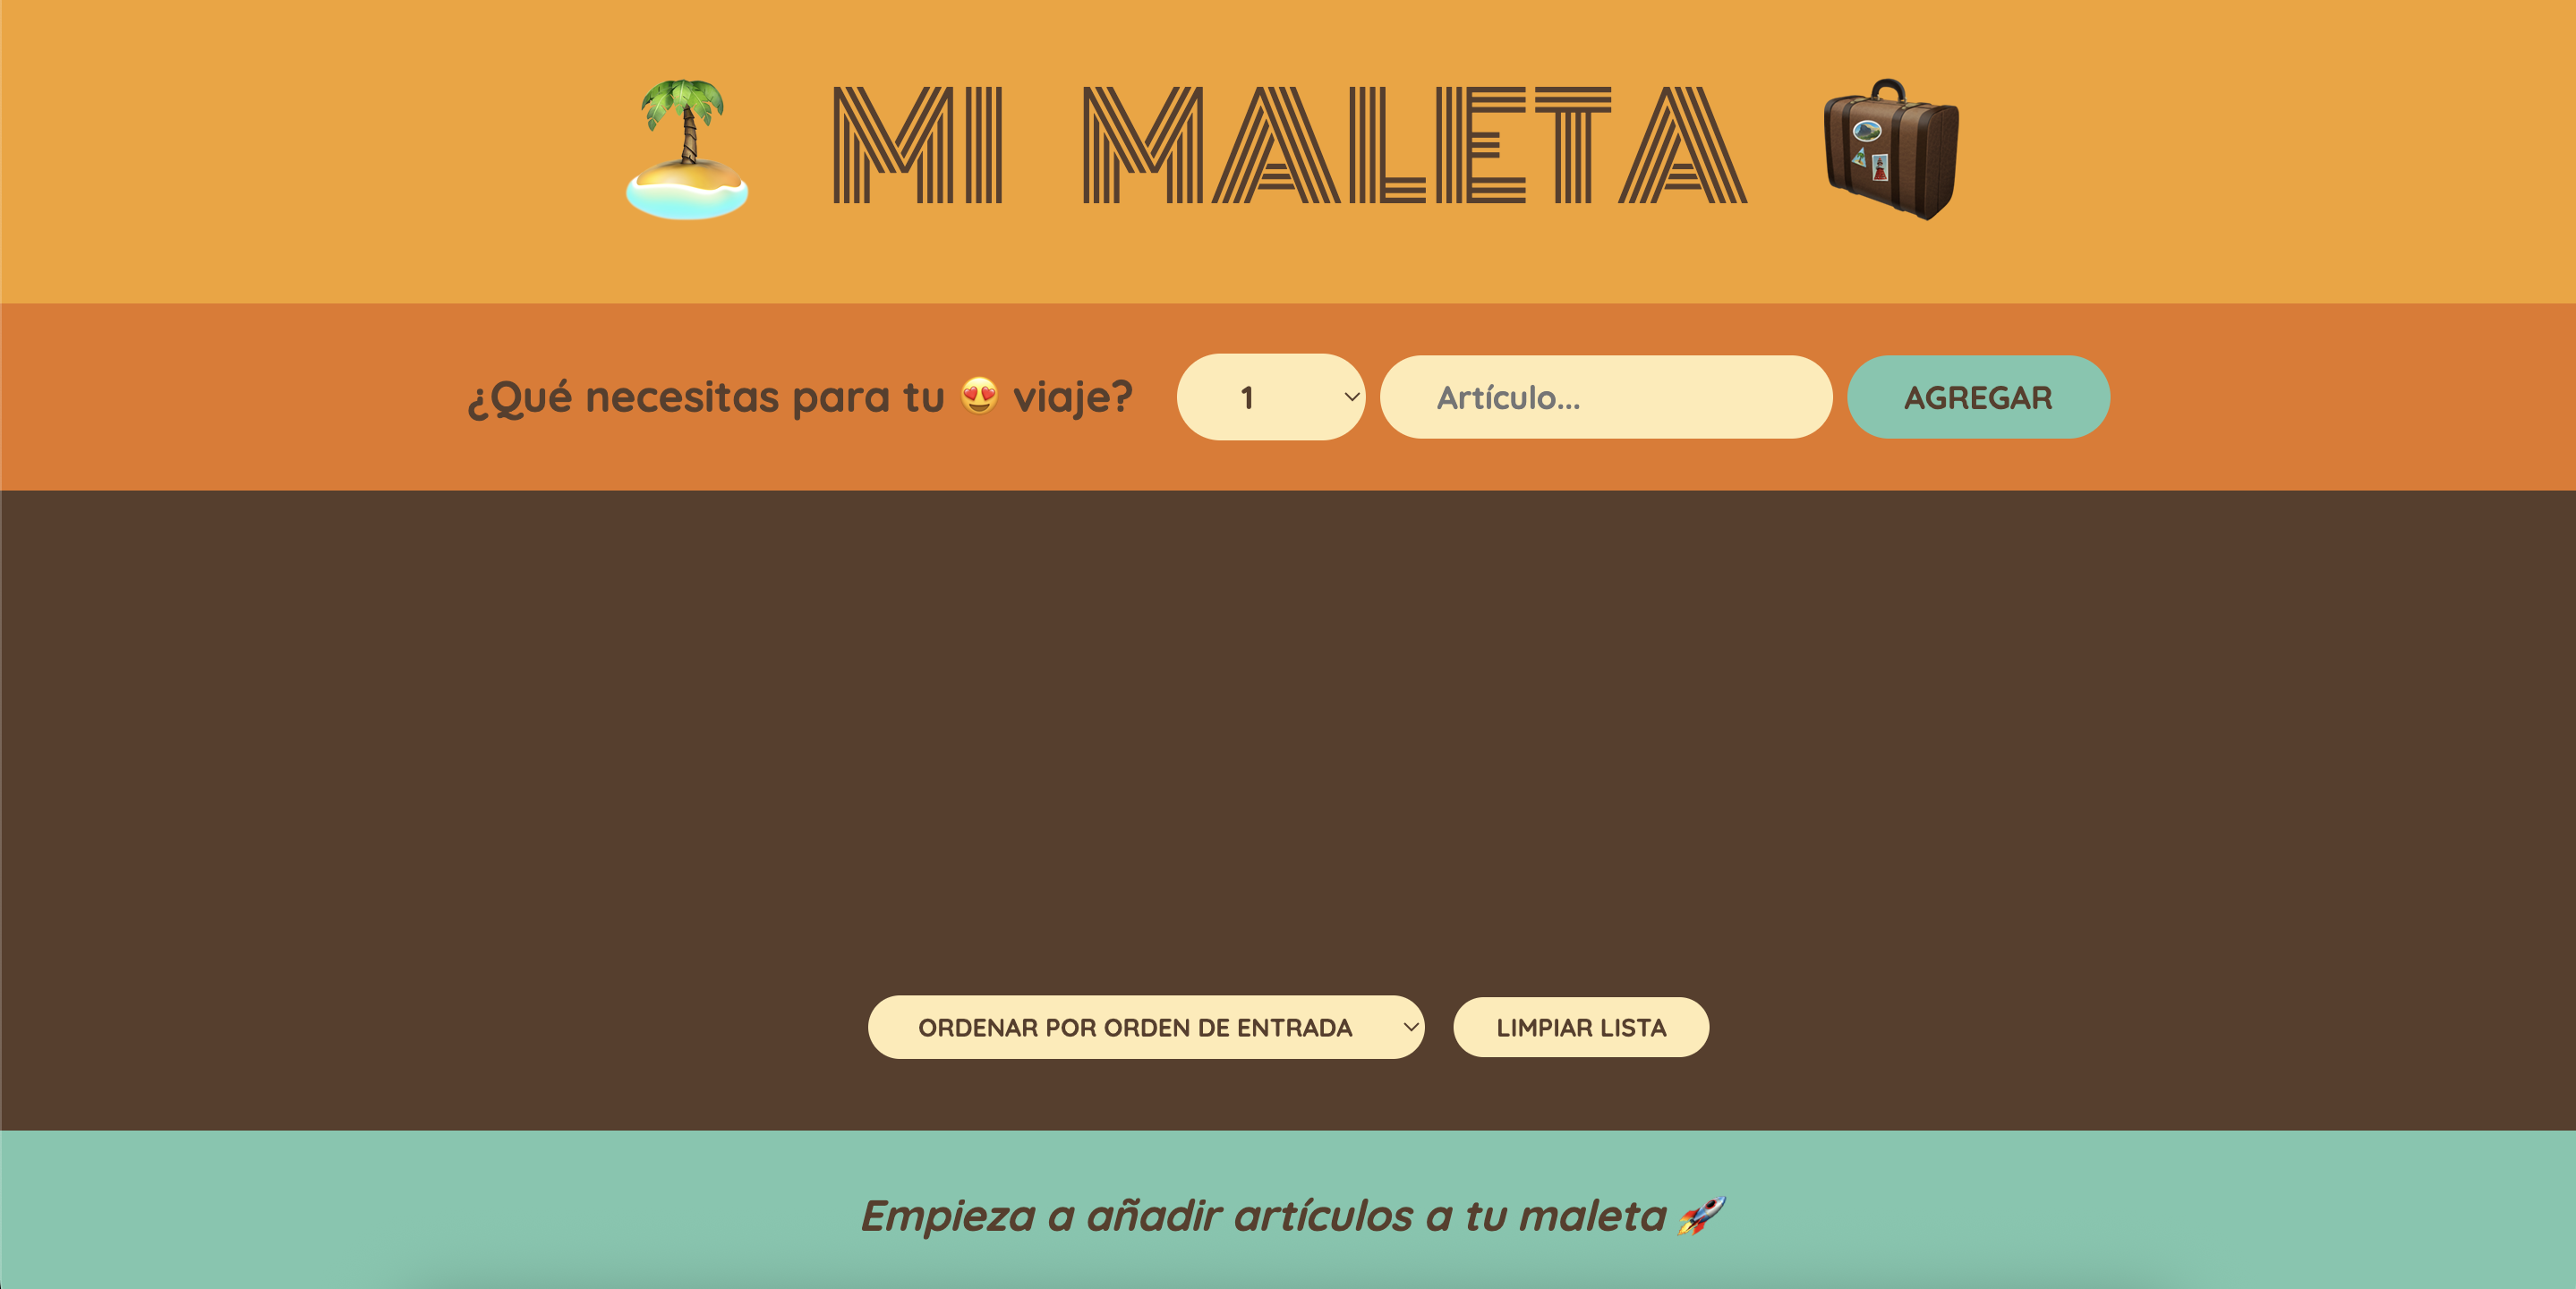 🏝️ MI MALETA 🧳
¿Qué necesitas para tu 😍 viaje? 1 Artículo... AGREGAR
ORDENAR POR ORDEN DE ENTRADA LIMPIAR LISTA
Empieza a añadir artículos a tu maleta 🚀